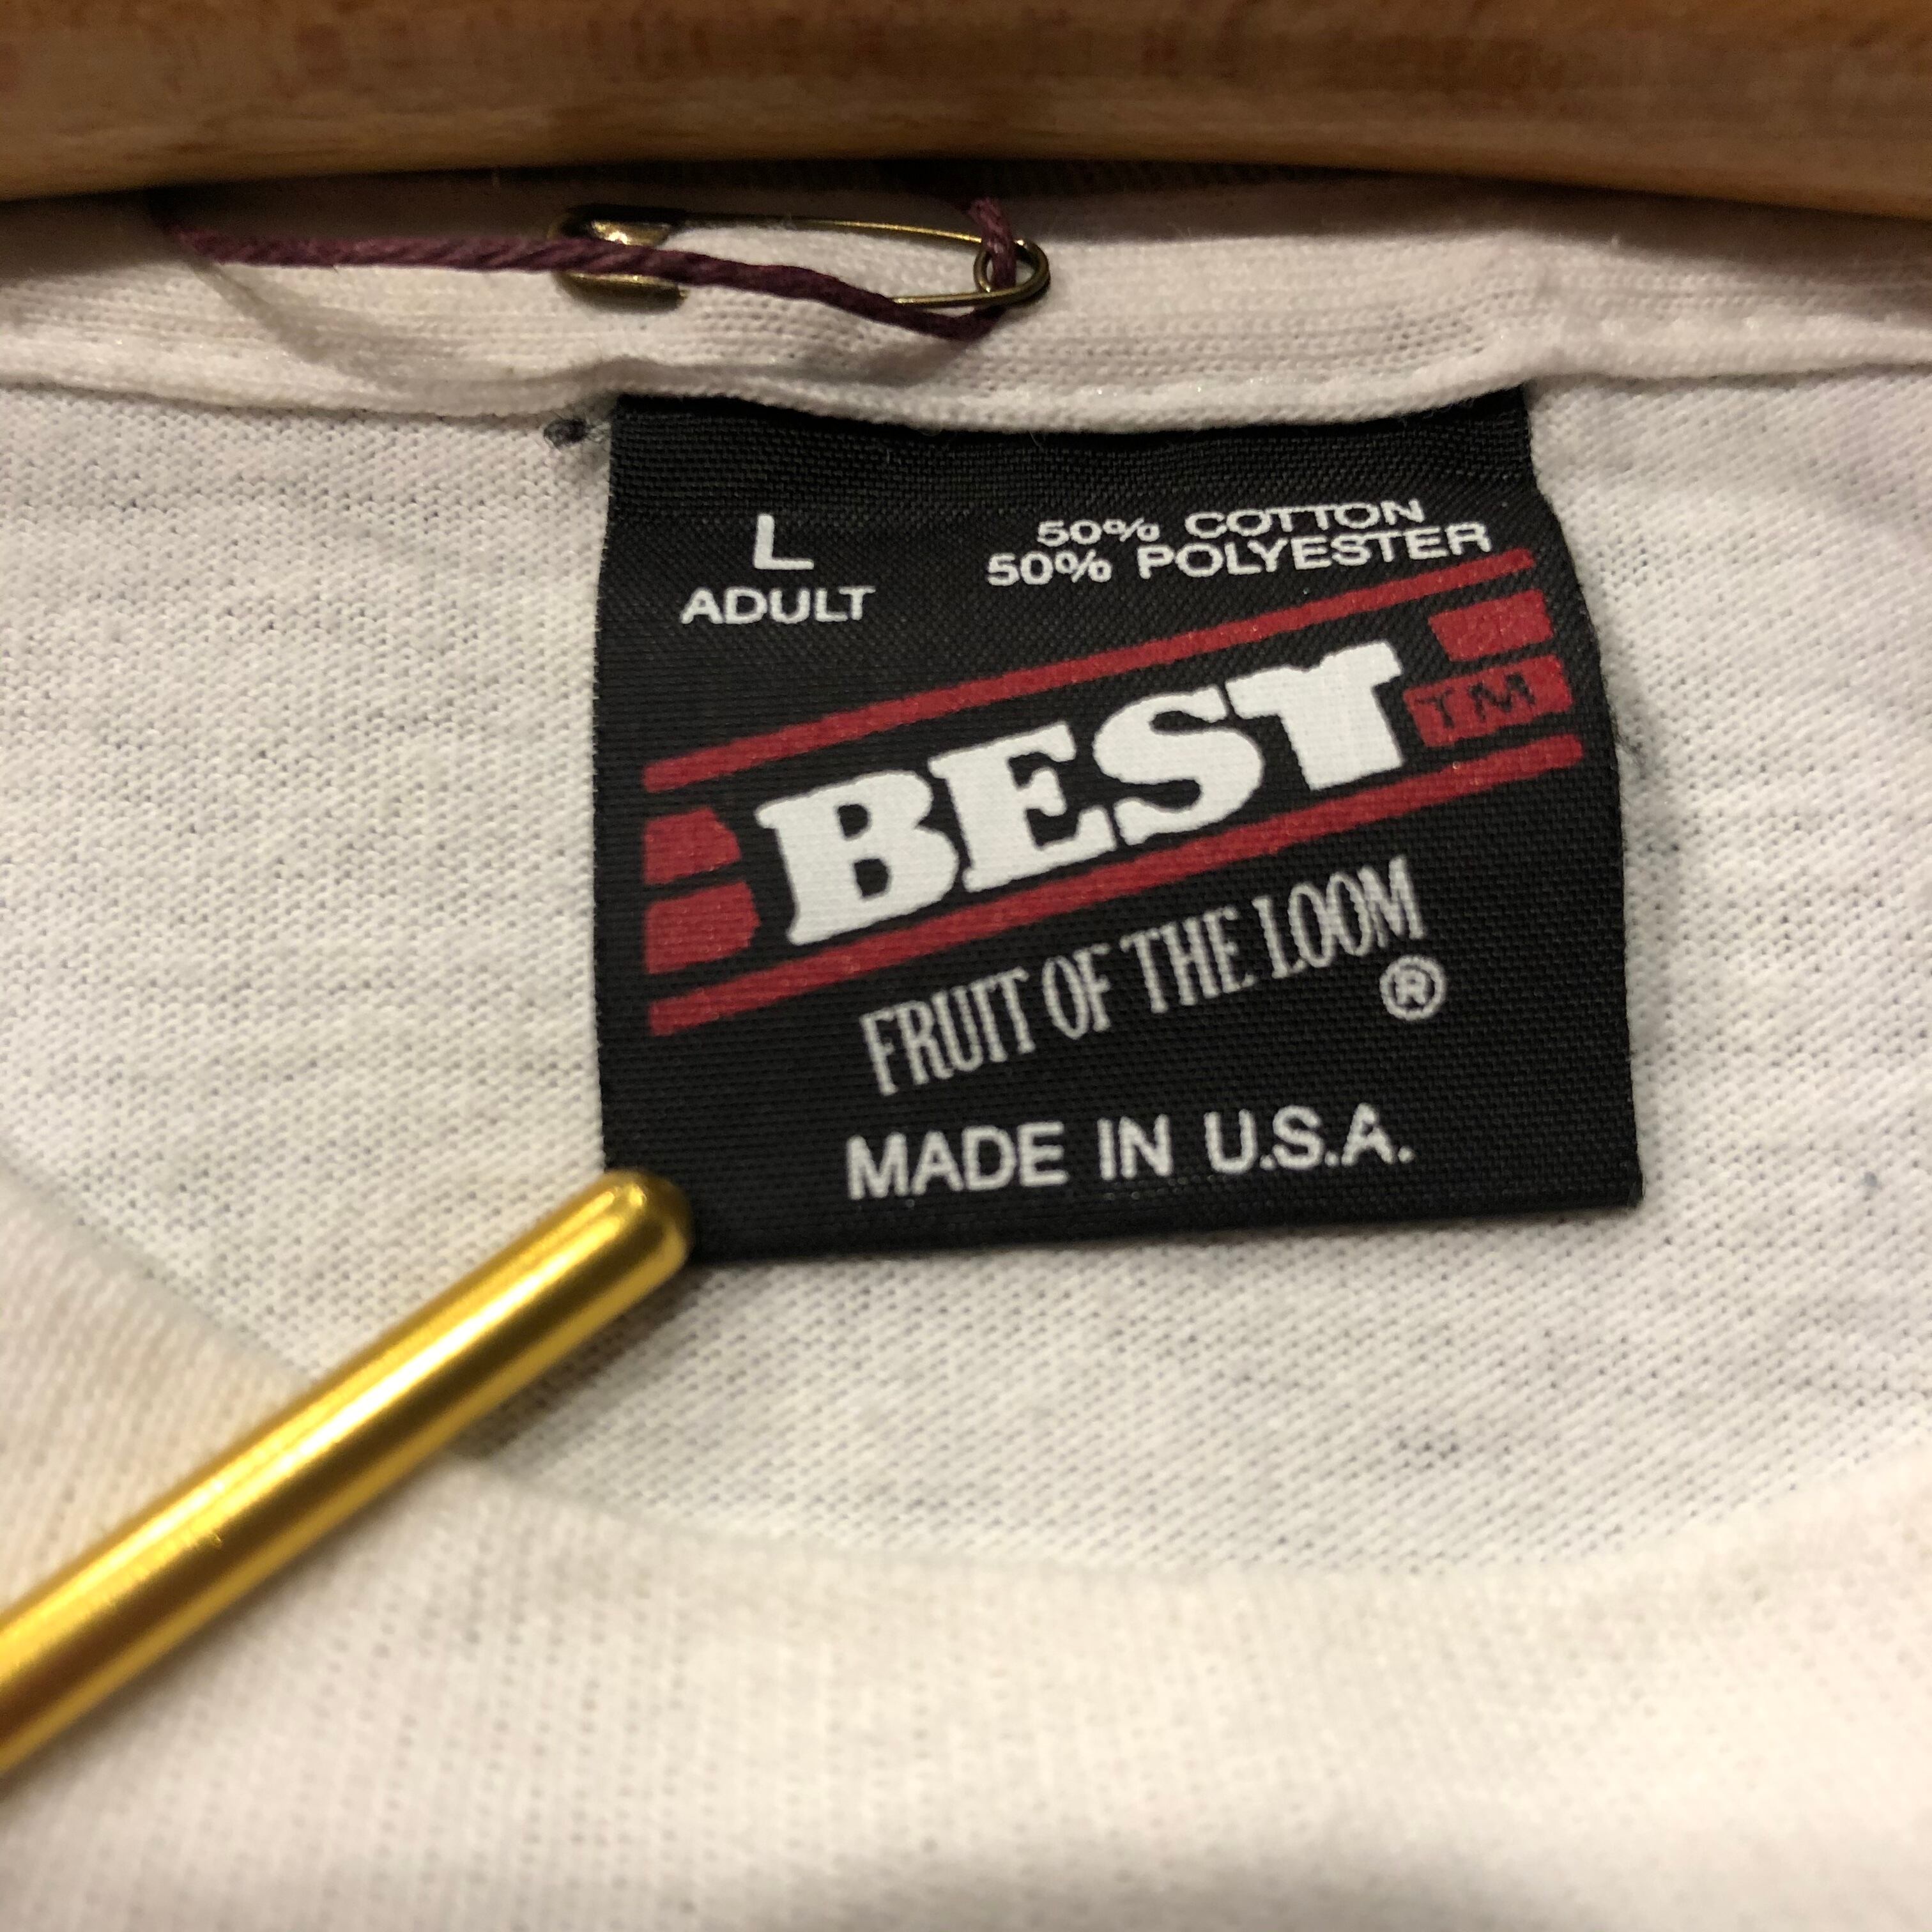 L
ADULT
50% COTTON
50% POLYESTER
BEST
TM
FRUIT OF THE LOOM
®
MADE IN U.S.A.